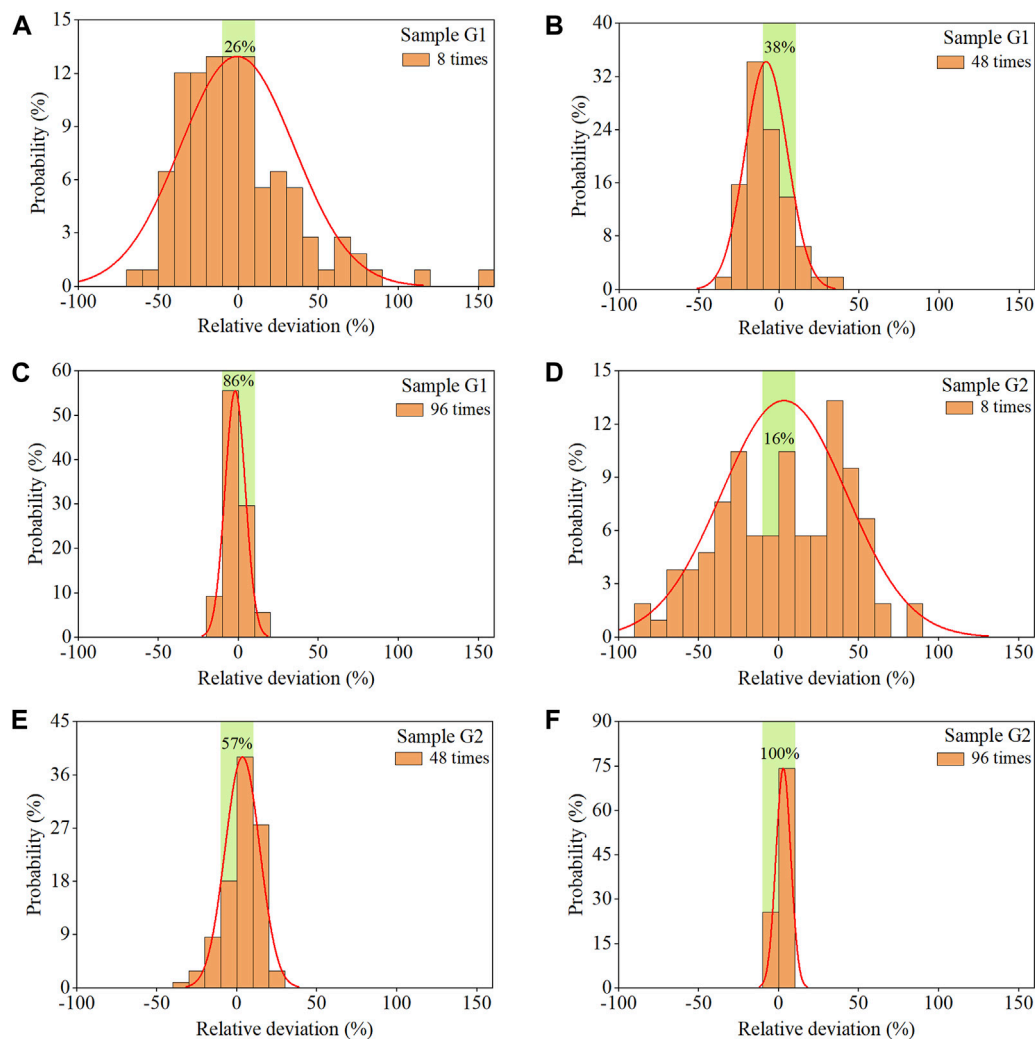 A
Sample G1
8 times
26%
Probability (%)
15
12
9
6
3
0
-100 -50 0 50 100 150
Relative deviation (%)
B
Sample G1
48 times
38%
Probability (%)
40
32
24
16
8
0
-100 -50 0 50 100 150
Relative deviation (%)
C
Sample G1
96 times
86%
Probability (%)
60
50
40
30
20
10
0
-100 -50 0 50 100 150
Relative deviation (%)
D
Sample G2
8 times
16%
Probability (%)
15
12
9
6
3
0
-100 -50 0 50 100 150
Relative deviation (%)
E
Sample G2
48 times
57%
Probability (%)
45
36
27
18
9
0
-100 -50 0 50 100 150
Relative deviation (%)
F
Sample G2
96 times
100%
Probability (%)
90
75
60
45
30
15
0
-100 -50 0 50 100 150
Relative deviation (%)